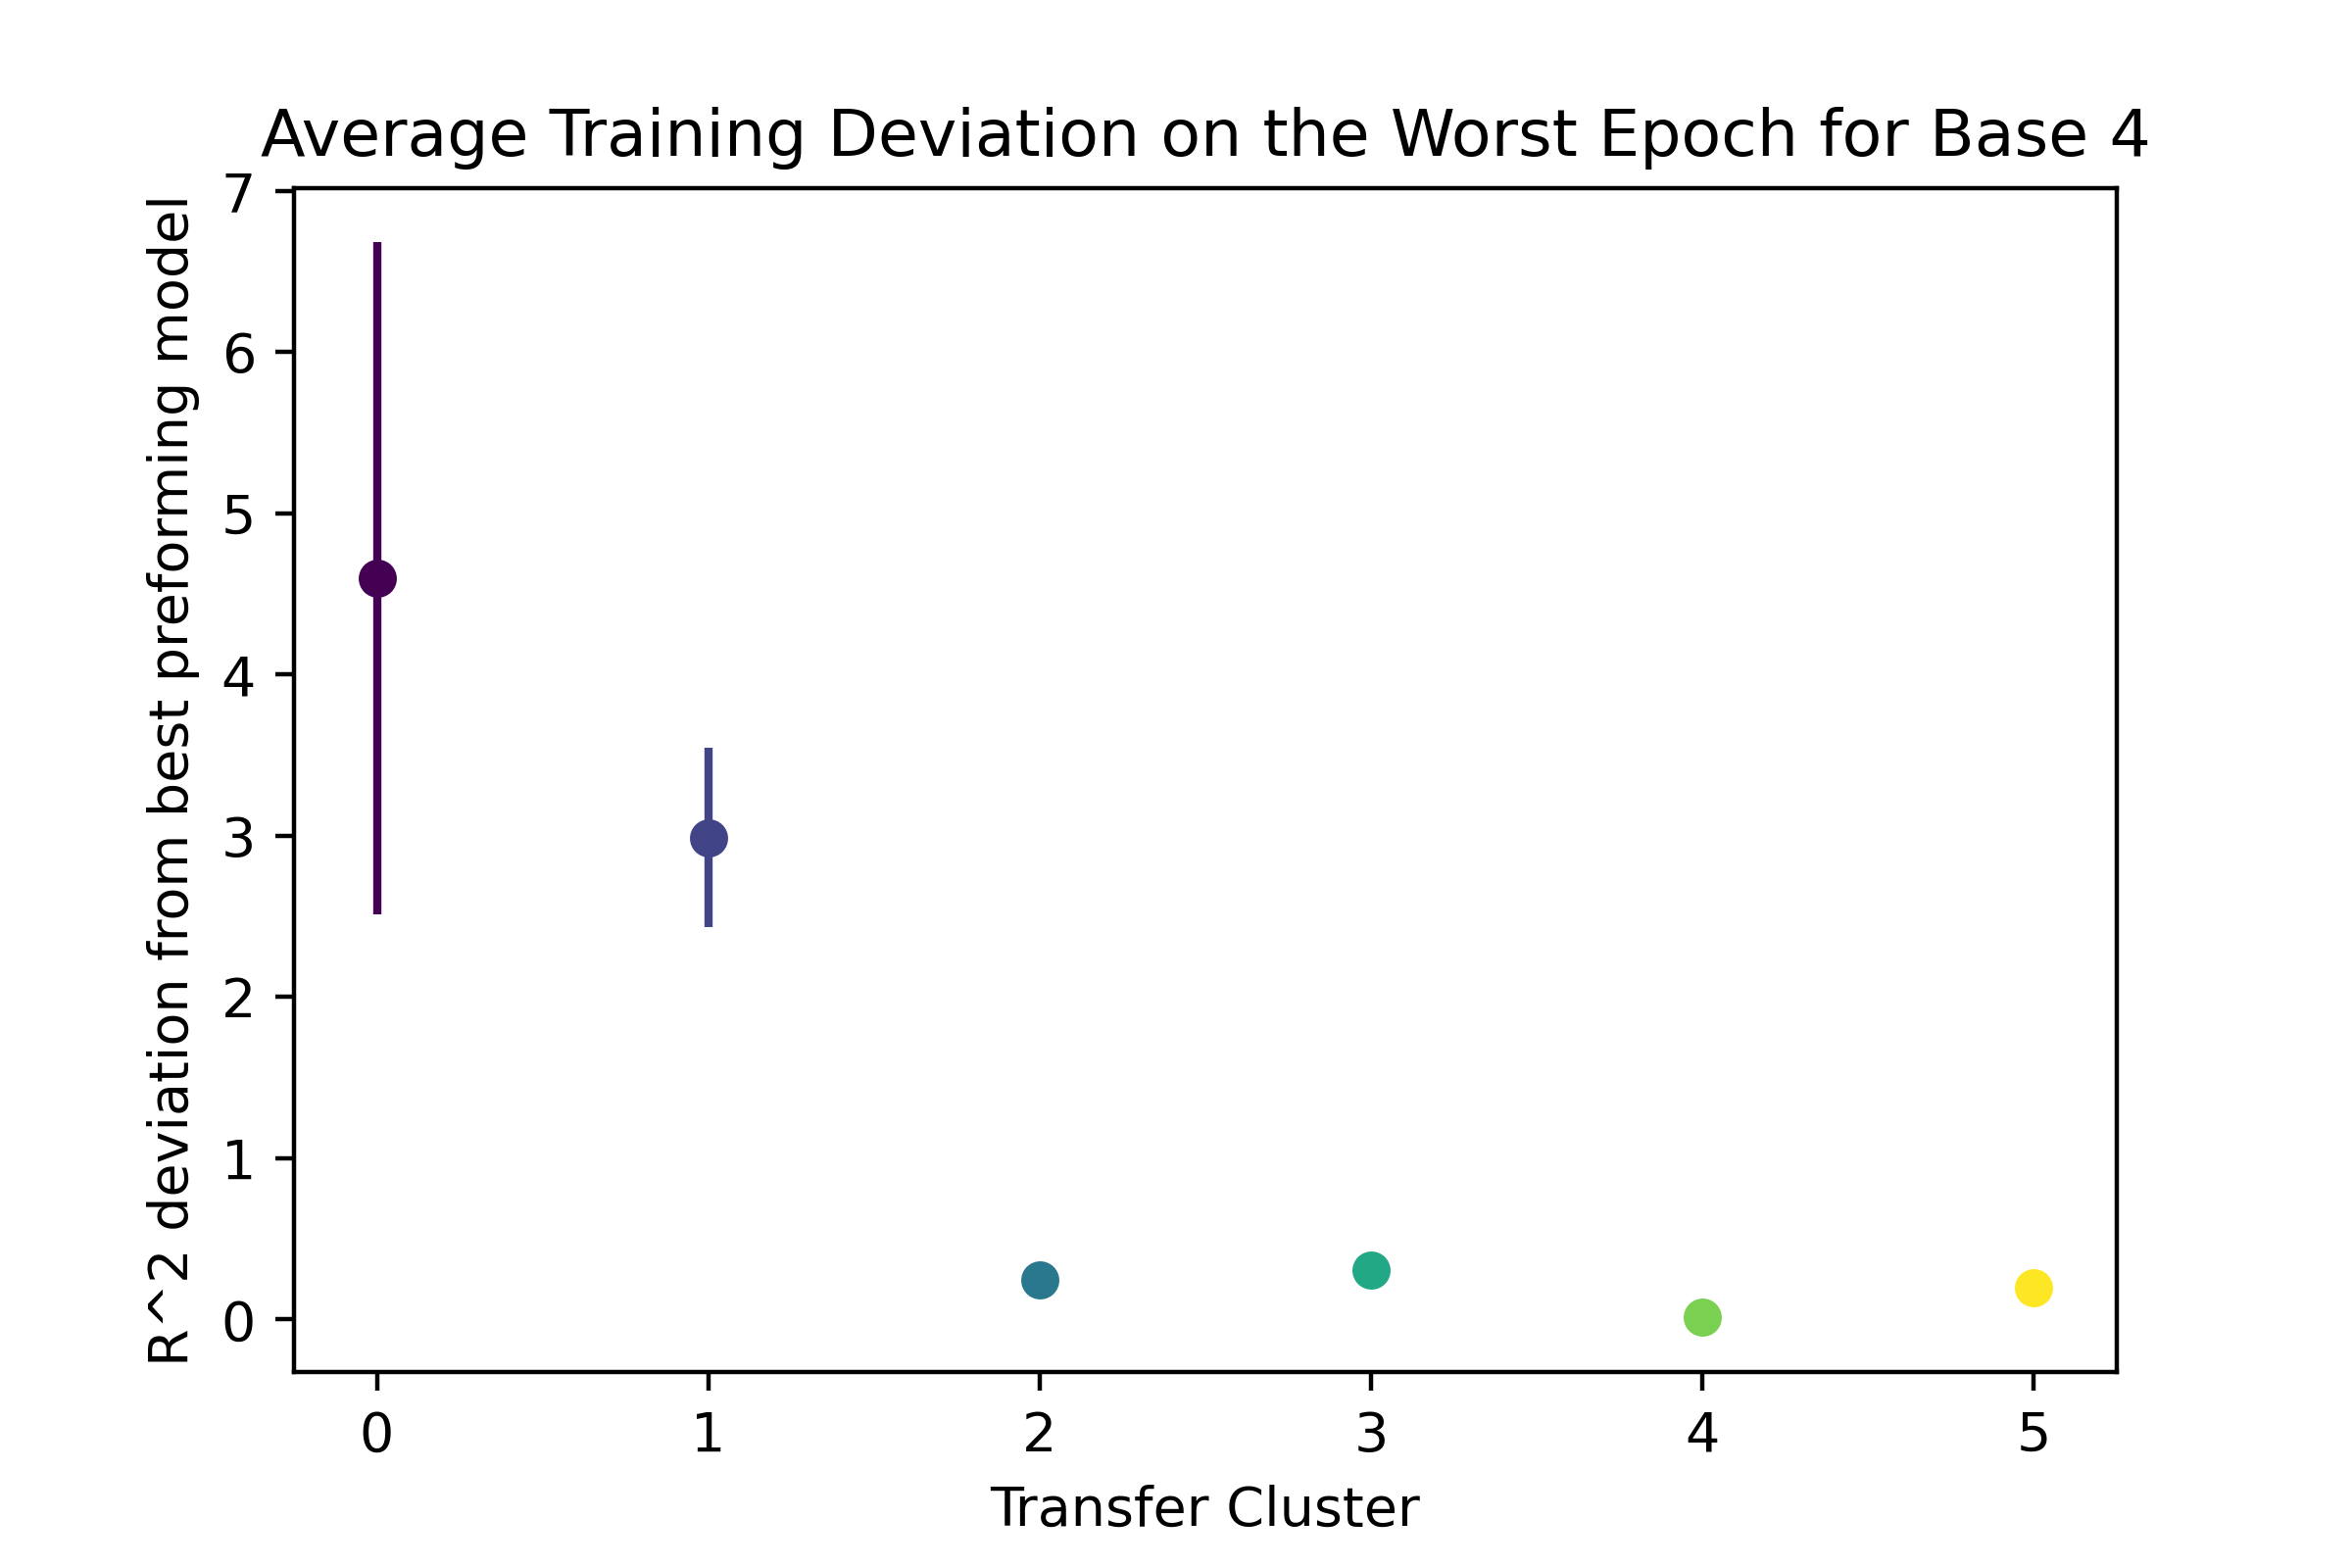 Average Training Deviation on the Worst Epoch for Base 4
R^2 deviation from best preforming model
7
6
5
4
3
2
1
0
0 1 2 3 4 5
Transfer Cluster